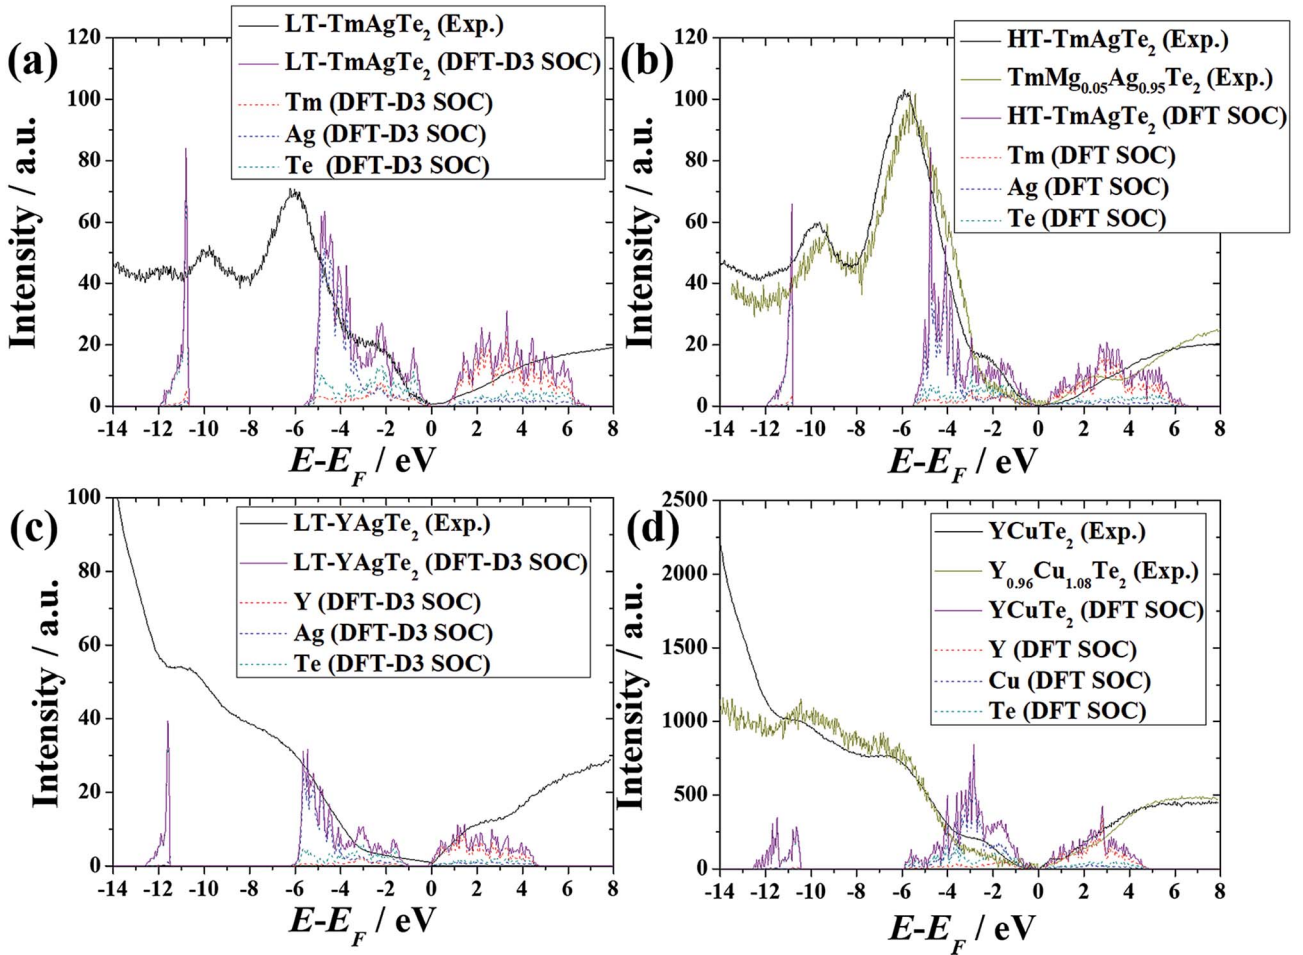 (a)
LT-TmAgTe2 (Exp.)
LT-TmAgTe2 (DFT-D3 SOC)
Tm (DFT-D3 SOC)
Ag (DFT-D3 SOC)
Te (DFT-D3 SOC)
Intensity / a.u.
120
100
80
60
40
20
0
-14 -12 -10 -8 -6 -4 -2 0 2 4 6 8
E-EF / eV
(b)
HT-TmAgTe2 (Exp.)
TmMg0.05Ag0.95Te2 (Exp.)
HT-TmAgTe2 (DFT SOC)
Tm (DFT SOC)
Ag (DFT SOC)
Te (DFT SOC)
Intensity / a.u.
120
100
80
60
40
20
0
-14 -12 -10 -8 -6 -4 -2 0 2 4 6 8
E-EF / eV
(c)
LT-YAgTe2 (Exp.)
LT-YAgTe2 (DFT-D3 SOC)
Y (DFT-D3 SOC)
Ag (DFT-D3 SOC)
Te (DFT-D3 SOC)
Intensity / a.u.
100
80
60
40
20
0
-14 -12 -10 -8 -6 -4 -2 0 2 4 6 8
E-EF / eV
(d)
YCuTe2 (Exp.)
Y0.96Cu1.08Te2 (Exp.)
YCuTe2 (DFT SOC)
Y (DFT SOC)
Cu (DFT SOC)
Te (DFT SOC)
Intensity / a.u.
2500
2000
1500
1000
500
0
-14 -12 -10 -8 -6 -4 -2 0 2 4 6 8
E-EF / eV